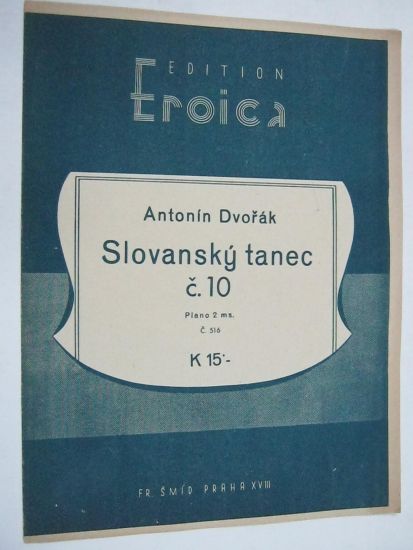 EDITION
Eroica
Antonín Dvořák
Slovanský tanec
č. 10
Piano 2 ms.
Č. 516
K 15·-
FR. ŠMÍD PRAHA XVIII